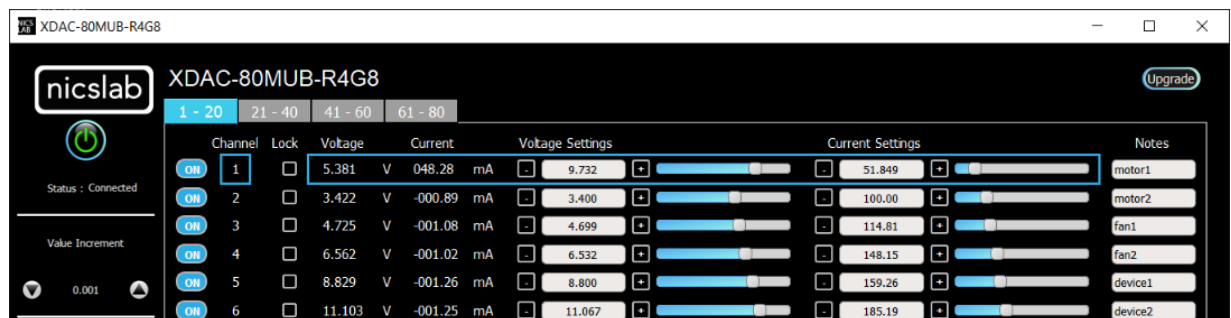 NICS LAB XDAC-80MUB-R4G8
nicslab
XDAC-80MUB-R4G8
Upgrade
1 - 20 21 - 40 41 - 60 61 - 80
Channel Lock Voltage Current Voltage Settings Current Settings Notes
ON 1 5.381 V 048.28 mA - 9.732 + - 51.849 + motor1
Status : Connected
ON 2 3.422 V -000.89 mA - 3.400 + - 100.00 + motor2
ON 3 4.725 V -001.08 mA - 4.699 + - 114.81 + fan1
Value Increment
ON 4 6.562 V -001.02 mA - 6.532 + - 148.15 + fan2
ON 5 8.829 V -001.26 mA - 8.800 + - 159.26 + device1
0.001
ON 6 11.103 V -001.25 mA - 11.067 + - 185.19 + device2